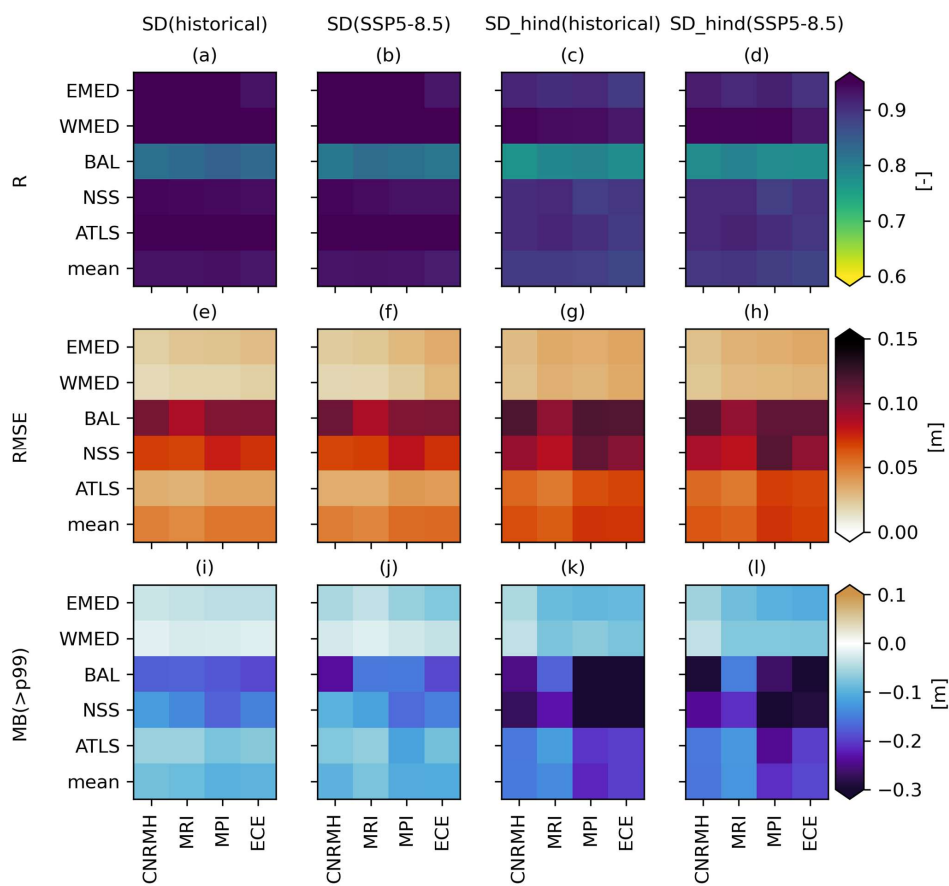 SD(historical) SD(SSP5-8.5) SD_hind(historical) SD_hind(SSP5-8.5)
(a) (b) (c) (d)
R
EMED
WMED
BAL
NSS
ATLS
mean
0.9
0.8
0.7
0.6
[-]
(e) (f) (g) (h)
RMSE
EMED
WMED
BAL
NSS
ATLS
mean
0.15
0.10
0.05
0.00
[m]
(i) (j) (k) (l)
MB(>p99)
EMED
WMED
BAL
NSS
ATLS
mean
0.1
0.0
−0.1
−0.2
−0.3
[m]
CNRMH MRI MPI ECE CNRMH MRI MPI ECE CNRMH MRI MPI ECE CNRMH MRI MPI ECE